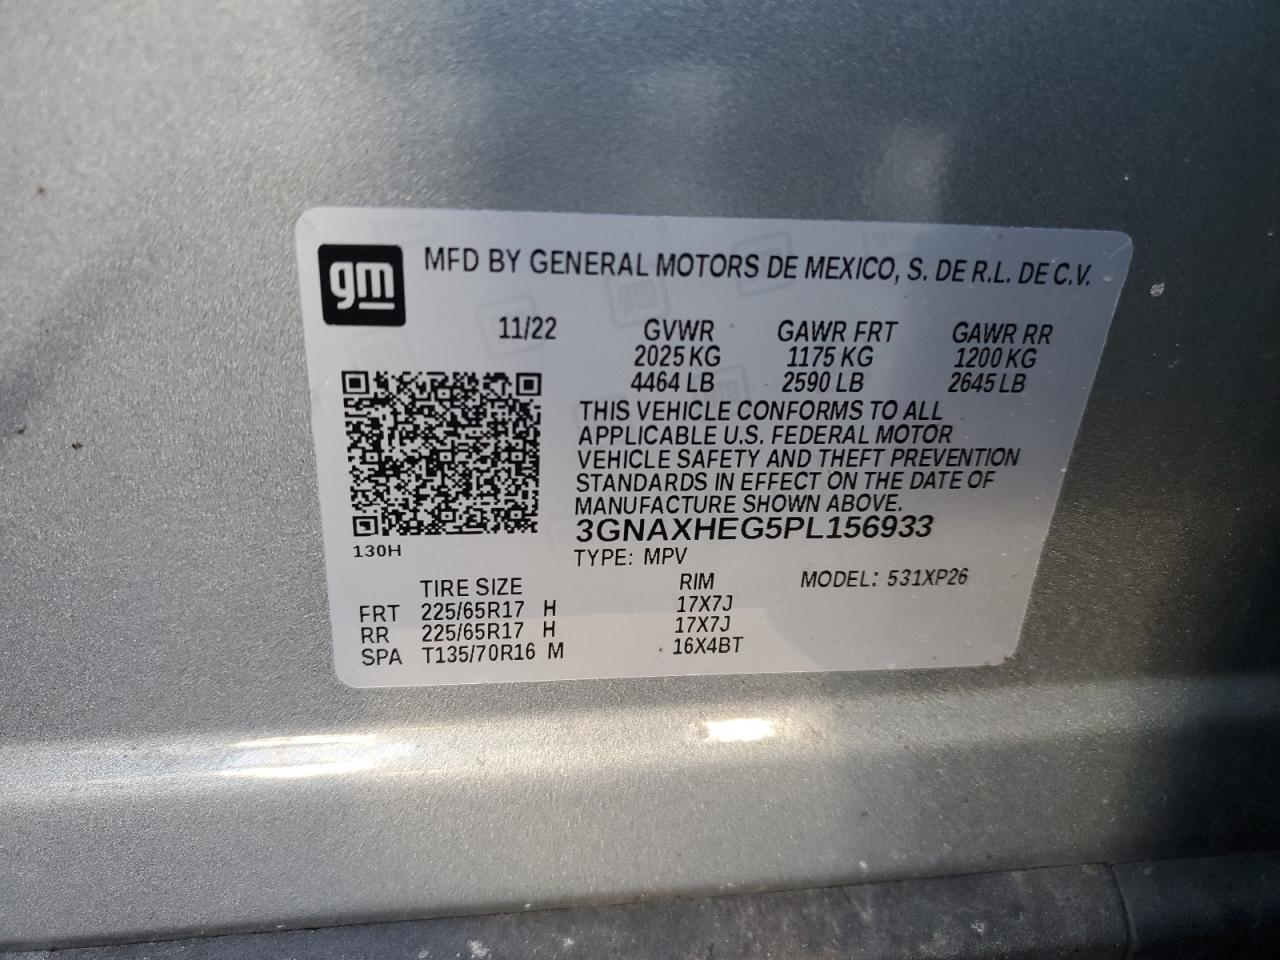 gm
MFD BY GENERAL MOTORS DE MEXICO, S. DE R.L. DE C.V.
11/22 GVWR GAWR FRT GAWR RR
2025 KG 1175 KG 1200 KG
4464 LB 2590 LB 2645 LB
THIS VEHICLE CONFORMS TO ALL
APPLICABLE U.S. FEDERAL MOTOR
VEHICLE SAFETY AND THEFT PREVENTION
STANDARDS IN EFFECT ON THE DATE OF
MANUFACTURE SHOWN ABOVE.
3GNAXHEG5PL156933
130H
TYPE: MPV
TIRE SIZE RIM MODEL: 531XP26
FRT 225/65R17 H 17X7J
RR 225/65R17 H 17X7J
SPA T135/70R16 M 16X4BT